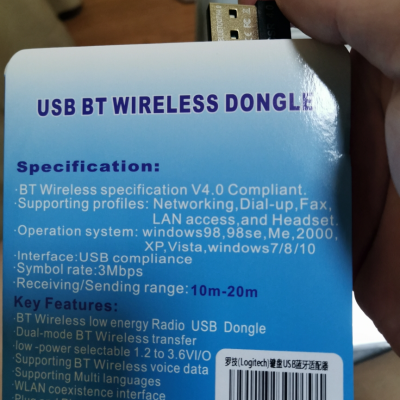 USB BT WIRELESS DONGLE
Specification:
·BT Wireless specification V4.0 Compliant.
·Supporting profiles: Networking,Dial-up,Fax,
LAN access,and Headset.
·Operation system: windows98,98se,Me,2000,
XP,Vista,windows7/8/10
·Interface:USB compliance
·Symbol rate:3Mbps
·Receiving/Sending range: 10m-20m
Key Features:
·BT Wireless low energy Radio USB Dongle
·Dual-mode BT Wireless transfer
·low -power selectable 1.2 to 3.6VI/O
·Supporting BT Wireless voice data
·Supporting Multi languages
·WLAN coexistence interface
罗技(Logitech)键盘USB蓝牙适配器